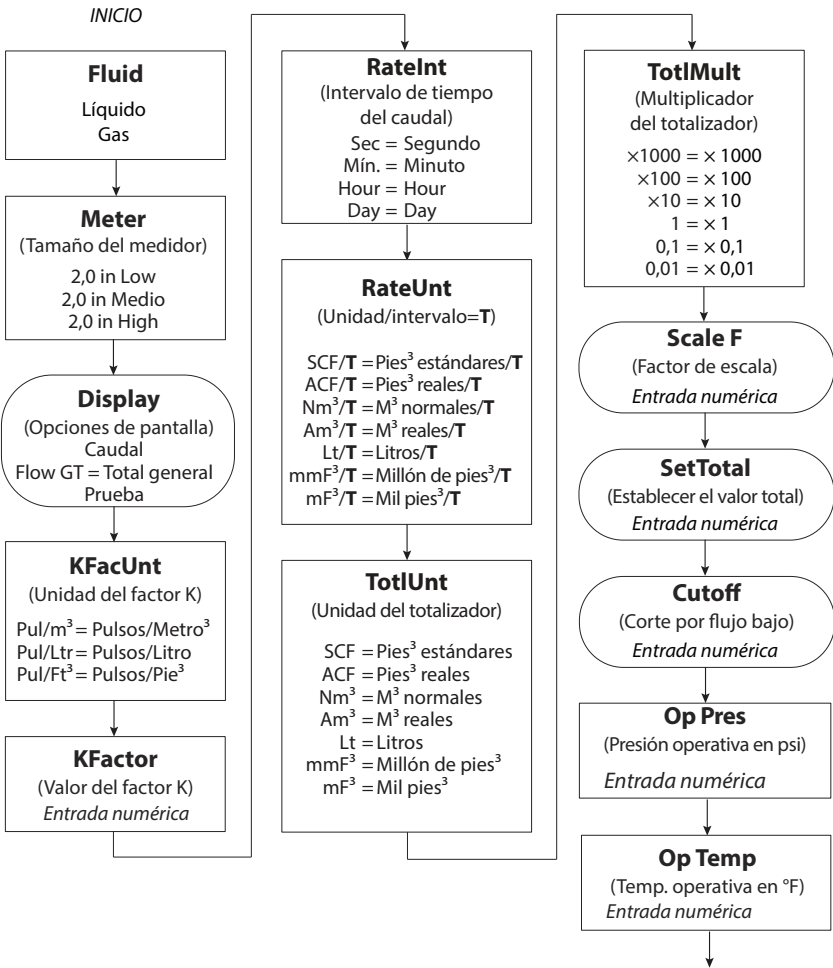 INICIO
Fluid
Líquido
Gas
Meter
(Tamaño del medidor)
2,0 in Low
2,0 in Medio
2,0 in High
Display
(Opciones de pantalla)
Caudal
Flow GT = Total general
Prueba
KFacUnt
(Unidad del factor K)
Pul/m³ = Pulsos/Metro³
Pul/Ltr = Pulsos/Litro
Pul/Ft³ = Pulsos/Pie³
KFactor
(Valor del factor K)
Entrada numérica
RateInt
(Intervalo de tiempo
del caudal)
Sec = Segundo
Mín. = Minuto
Hour = Hour
Day = Day
RateUnt
(Unidad/intervalo=T)
SCF/T = Pies³ estándares/T
ACF/T = Pies³ reales/T
Nm³/T = M³ normales/T
Am³/T = M³ reales/T
Lt/T = Litros/T
mmF³/T = Millón de pies³/T
mF³/T = Mil pies³/T
TotlUnt
(Unidad del totalizador)
SCF = Pies³ estándares
ACF = Pies³ reales
Nm³ = M³ normales
Am³ = M³ reales
Lt = Litros
mmF³ = Millón de pies³
mF³ = Mil pies³
TotlMult
(Multiplicador
del totalizador)
×1000 = × 1000
×100 = × 100
×10 = × 10
1 = × 1
0,1 = × 0,1
0,01 = × 0,01
Scale F
(Factor de escala)
Entrada numérica
SetTotal
(Establecer el valor total)
Entrada numérica
Cutoff
(Corte por flujo bajo)
Entrada numérica
Op Pres
(Presión operativa en psi)
Entrada numérica
Op Temp
(Temp. operativa en °F)
Entrada numérica